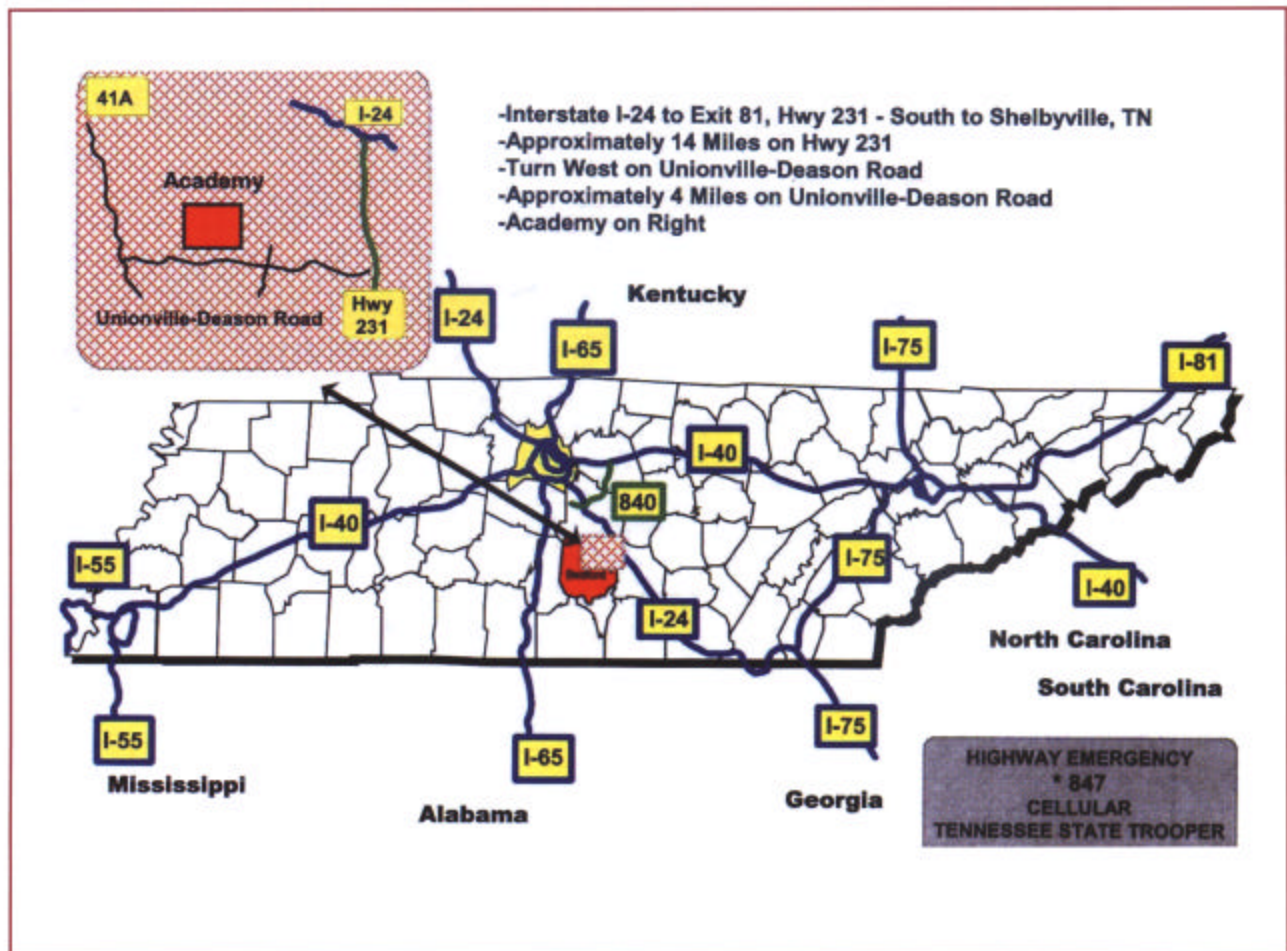 41A
I-24
Academy
Unionville-Deason Road
Hwy
231
-Interstate I-24 to Exit 81, Hwy 231 - South to Shelbyville, TN
-Approximately 14 Miles on Hwy 231
-Turn West on Unionville-Deason Road
-Approximately 4 Miles on Unionville-Deason Road
-Academy on Right
Kentucky
I-24
I-65
I-75
I-81
I-40
840
I-40
I-55
I-75
I-40
I-24
North Carolina
South Carolina
I-55
I-65
I-75
Mississippi
Alabama
Georgia
HIGHWAY EMERGENCY
* 847
CELLULAR
TENNESSEE STATE TROOPER